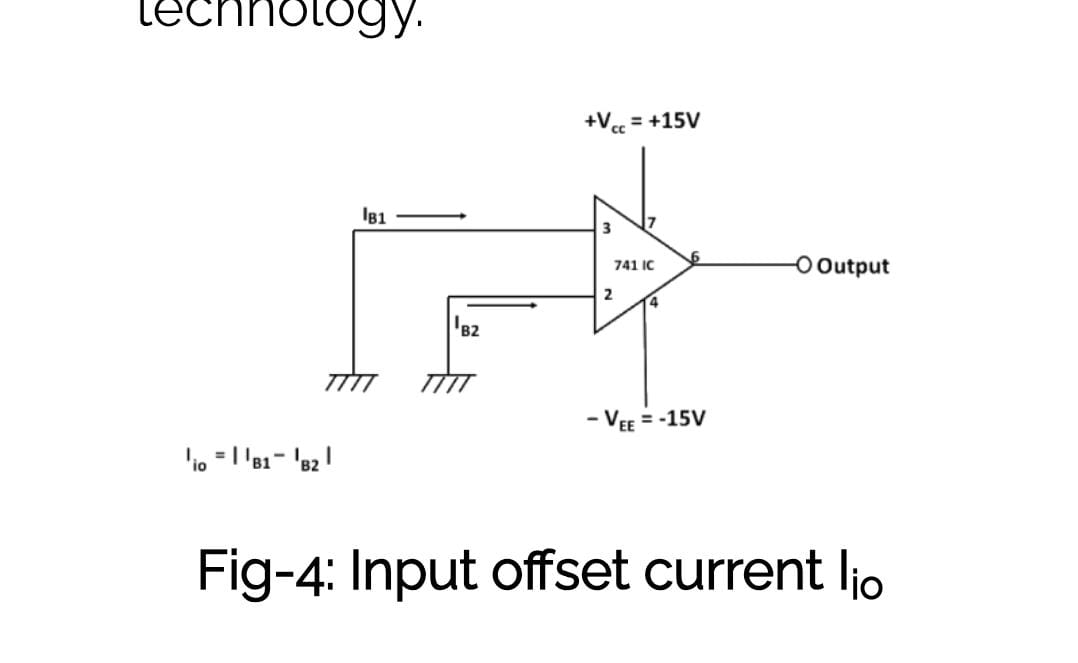 technology.
+Vcc = +15V
IB1
3
7
741 IC
6
Output
2
4
IB2
– VEE = -15V
Iio = | IB1 – IB2 |
Fig-4: Input offset current Iio